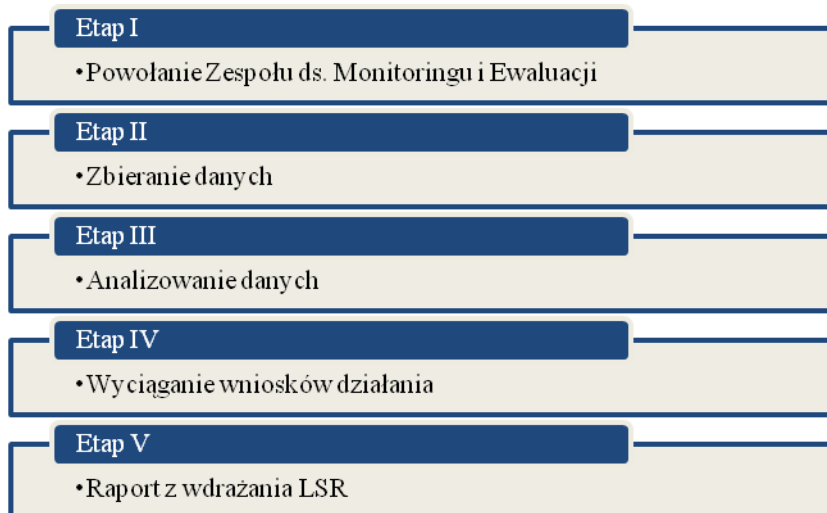 Etap I
•Powołanie Zespołu ds. Monitoringu i Ewaluacji
Etap II
•Zbieranie danych
Etap III
•Analizowanie danych
Etap IV
•Wyciąganie wniosków działania
Etap V
•Raport z wdrażania LSR